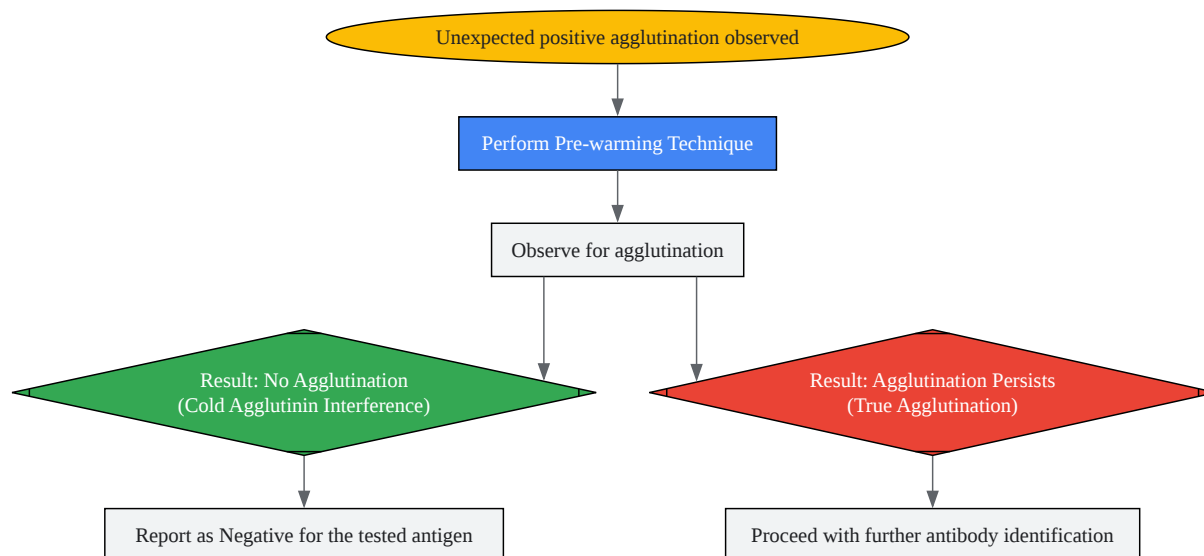 Unexpected positive agglutination observed
Perform Pre-warming Technique
Observe for agglutination
Result: No Agglutination
(Cold Agglutinin Interference)
Result: Agglutination Persists
(True Agglutination)
Report as Negative for the tested antigen
Proceed with further antibody identification